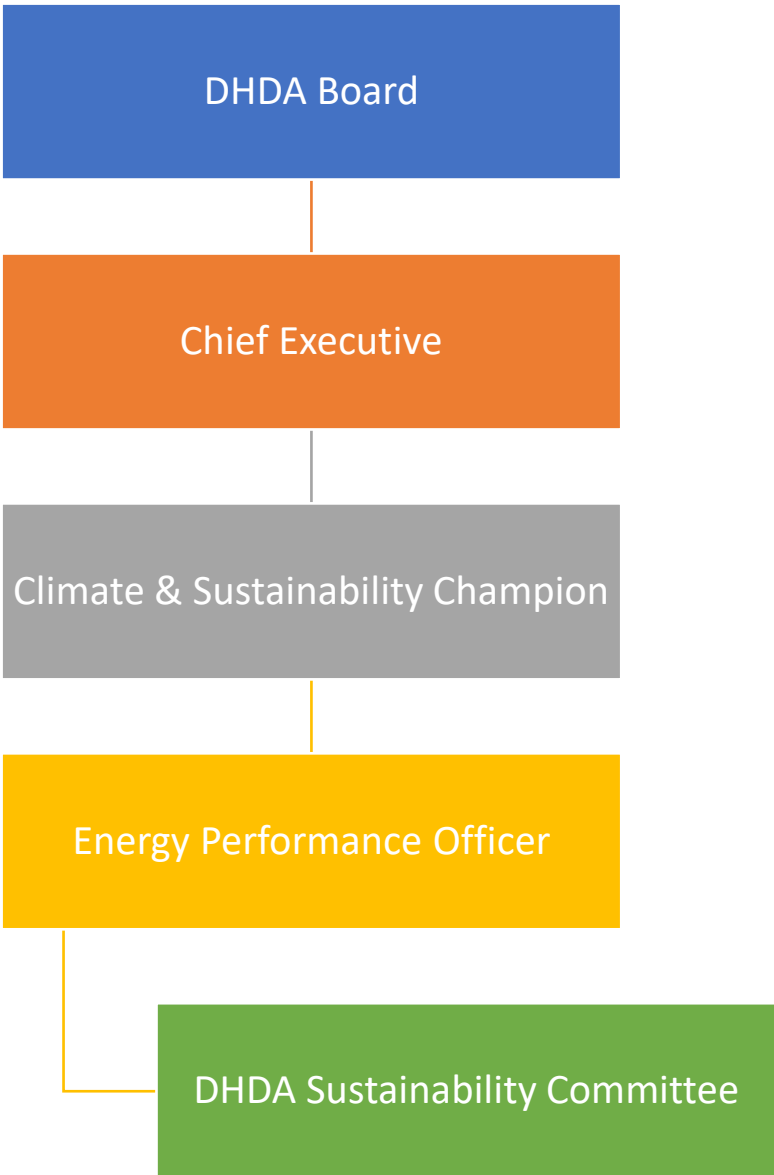 DHDA Board
Chief Executive
Climate & Sustainability Champion
Energy Performance Officer
DHDA Sustainability Committee